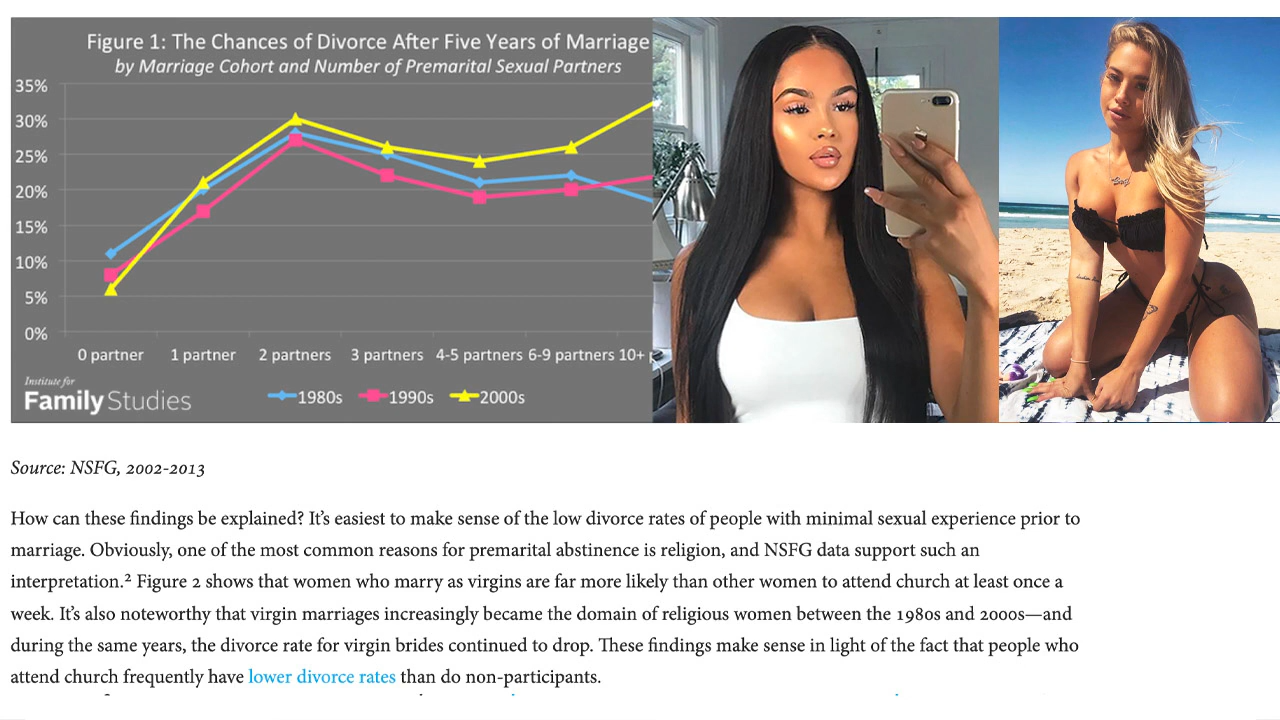 Figure 1: The Chances of Divorce After Five Years of Marriage
by Marriage Cohort and Number of Premarital Sexual Partners
35%
30%
25%
20%
15%
10%
5%
0%
0 partner 1 partner 2 partners 3 partners 4-5 partners 6-9 partners 10+
Institute for
Family Studies
1980s 1990s 2000s
Source: NSFG, 2002-2013
How can these findings be explained? It’s easiest to make sense of the low divorce rates of people with minimal sexual experience prior to
marriage. Obviously, one of the most common reasons for premarital abstinence is religion, and NSFG data support such an
interpretation.² Figure 2 shows that women who marry as virgins are far more likely than other women to attend church at least once a
week. It’s also noteworthy that virgin marriages increasingly became the domain of religious women between the 1980s and 2000s—and
during the same years, the divorce rate for virgin brides continued to drop. These findings make sense in light of the fact that people who
attend church frequently have lower divorce rates than do non-participants.